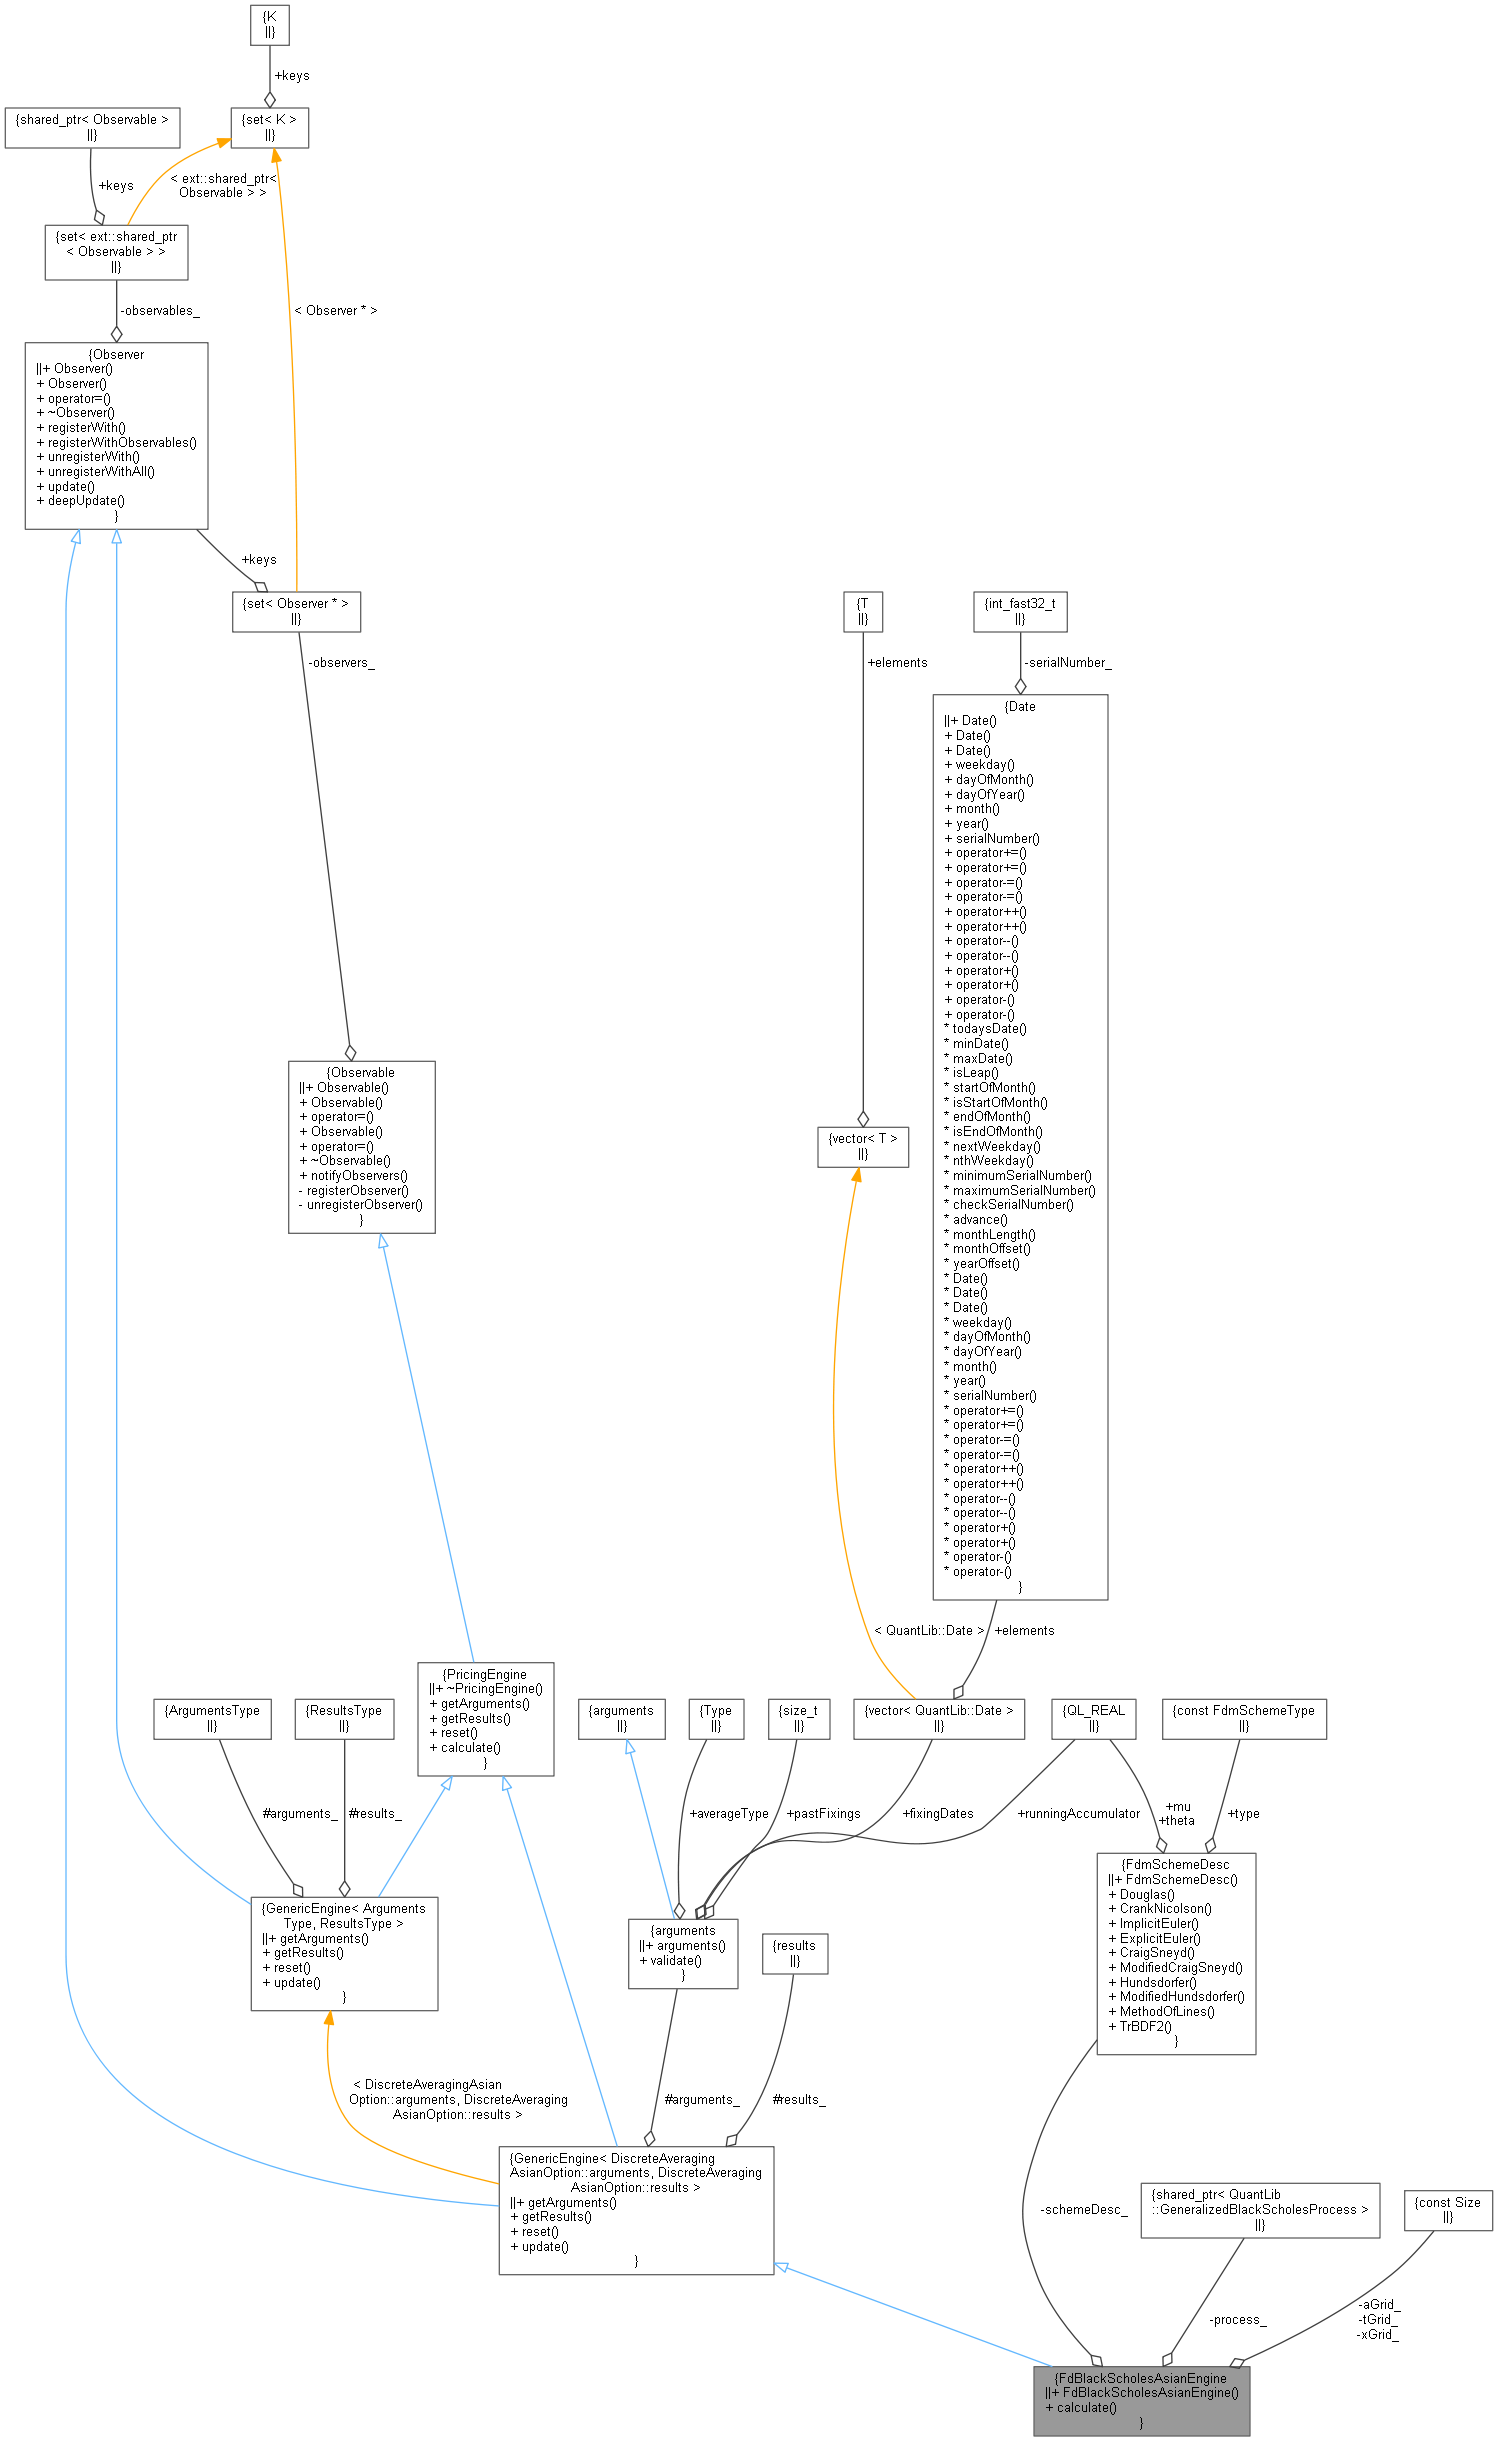 {K
||}
+keys
{shared_ptr< Observable >
||}
{set< K >
||}
+keys
< ext::shared_ptr<
Observable > >
{set< ext::shared_ptr
< Observable > >
||}
-observables_
< Observer * >
{Observer
||+ Observer()
+ Observer()
+ operator=()
+ ~Observer()
+ registerWith()
+ registerWithObservables()
+ unregisterWith()
+ unregisterWithAll()
+ update()
+ deepUpdate()
}
+keys
{set< Observer * >
||}
-observers_
{T
||}
+elements
{int_fast32_t
||}
-serialNumber_
{Date
||+ Date()
+ Date()
+ Date()
+ weekday()
+ dayOfMonth()
+ dayOfYear()
+ month()
+ year()
+ serialNumber()
+ operator+=()
+ operator+=()
+ operator-=()
+ operator-=()
+ operator++()
+ operator++()
+ operator--()
+ operator--()
+ operator+()
+ operator+()
+ operator-()
+ operator-()
* todaysDate()
* minDate()
* maxDate()
* isLeap()
* startOfMonth()
* isStartOfMonth()
* endOfMonth()
* isEndOfMonth()
* nextWeekday()
* nthWeekday()
* minimumSerialNumber()
* maximumSerialNumber()
* checkSerialNumber()
* advance()
* monthLength()
* monthOffset()
* yearOffset()
* Date()
* Date()
* Date()
* weekday()
* dayOfMonth()
* dayOfYear()
* month()
* year()
* serialNumber()
* operator+=()
* operator+=()
* operator-=()
* operator-=()
* operator++()
* operator++()
* operator--()
* operator--()
* operator+()
* operator+()
* operator-()
* operator-()
}
{Observable
||+ Observable()
+ Observable()
+ operator=()
+ Observable()
+ operator=()
+ ~Observable()
+ notifyObservers()
- registerObserver()
- unregisterObserver()
}
{vector< T >
||}
< QuantLib::Date >
+elements
{PricingEngine
||+ ~PricingEngine()
+ getArguments()
+ getResults()
+ reset()
+ calculate()
}
{ArgumentsType
||}
{ResultsType
||}
{arguments
||}
{Type
||}
{size_t
||}
{vector< QuantLib::Date >
||}
{QL_REAL
||}
{const FdmSchemeType
||}
#arguments_
#results_
+averageType
+pastFixings
+fixingDates
+runningAccumulator
+mu
+theta
+type
{GenericEngine< Arguments
Type, ResultsType >
||+ getArguments()
+ getResults()
+ reset()
+ update()
}
{arguments
||+ arguments()
+ validate()
}
{results
||}
{FdmSchemeDesc
||+ FdmSchemeDesc()
+ Douglas()
+ CrankNicolson()
+ ImplicitEuler()
+ ExplicitEuler()
+ CraigSneyd()
+ ModifiedCraigSneyd()
+ Hundsdorfer()
+ ModifiedHundsdorfer()
+ MethodOfLines()
+ TrBDF2()
}
< DiscreteAveragingAsian
Option::arguments, DiscreteAveraging
AsianOption::results >
#arguments_
#results_
{GenericEngine< DiscreteAveraging
AsianOption::arguments, DiscreteAveraging
AsianOption::results >
||+ getArguments()
+ getResults()
+ reset()
+ update()
}
-schemeDesc_
{shared_ptr< QuantLib
::GeneralizedBlackScholesProcess >
||}
{const Size
||}
-process_
-aGrid_
-tGrid_
-xGrid_
{FdBlackScholesAsianEngine
||+ FdBlackScholesAsianEngine()
+ calculate()
}